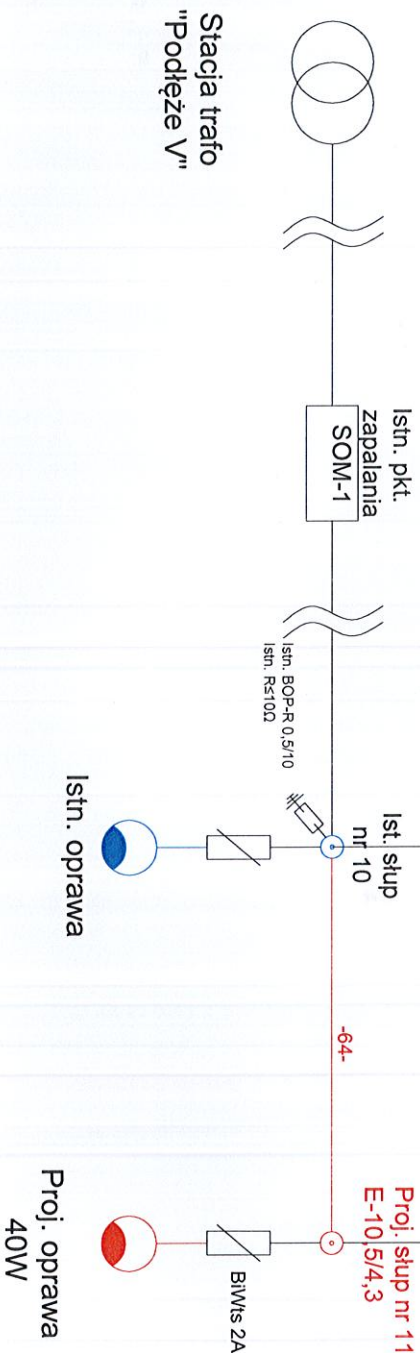 Stacja trafo
"Podłęże V"
Istn. pkt.
zapalania
SOM-1
Istn. BOP-R 0,5/10
Istn. R≤10Ω
Ist. słup
nr 10
Istn. oprawa
-64-
Proj. słup nr 11
E-10,5/4,3
BiWts 2A
Proj. oprawa
40W